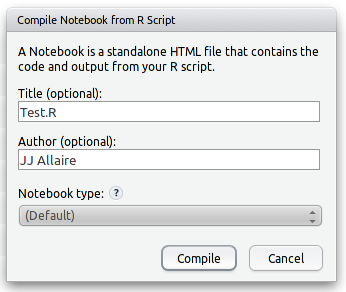 Compile Notebook from R Script
A Notebook is a standalone HTML file that contains the
code and output from your R script.
Title (optional):
Test.R
Author (optional):
JJ Allaire
Notebook type: ?
(Default)
Compile Cancel